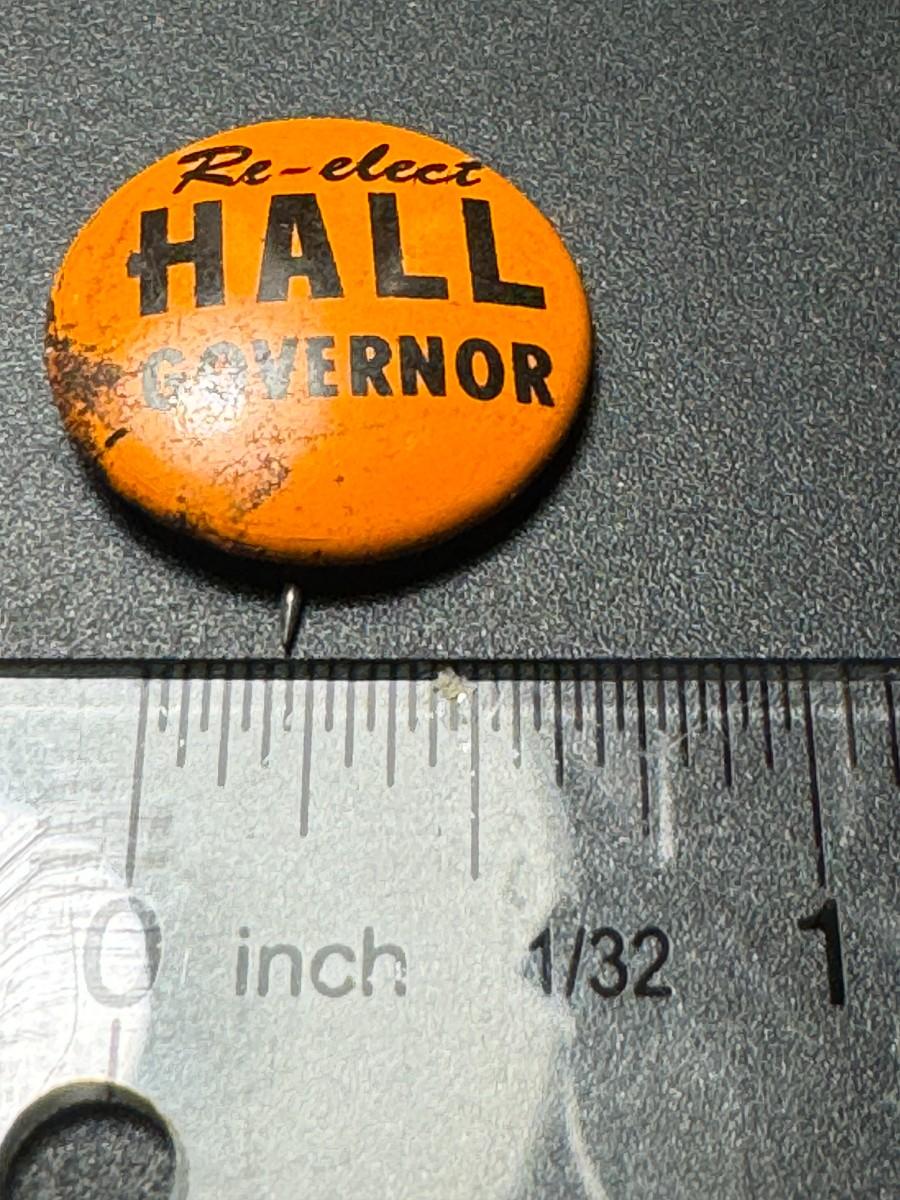 Re-elect
HALL
GOVERNOR
0 inch 1/32 1